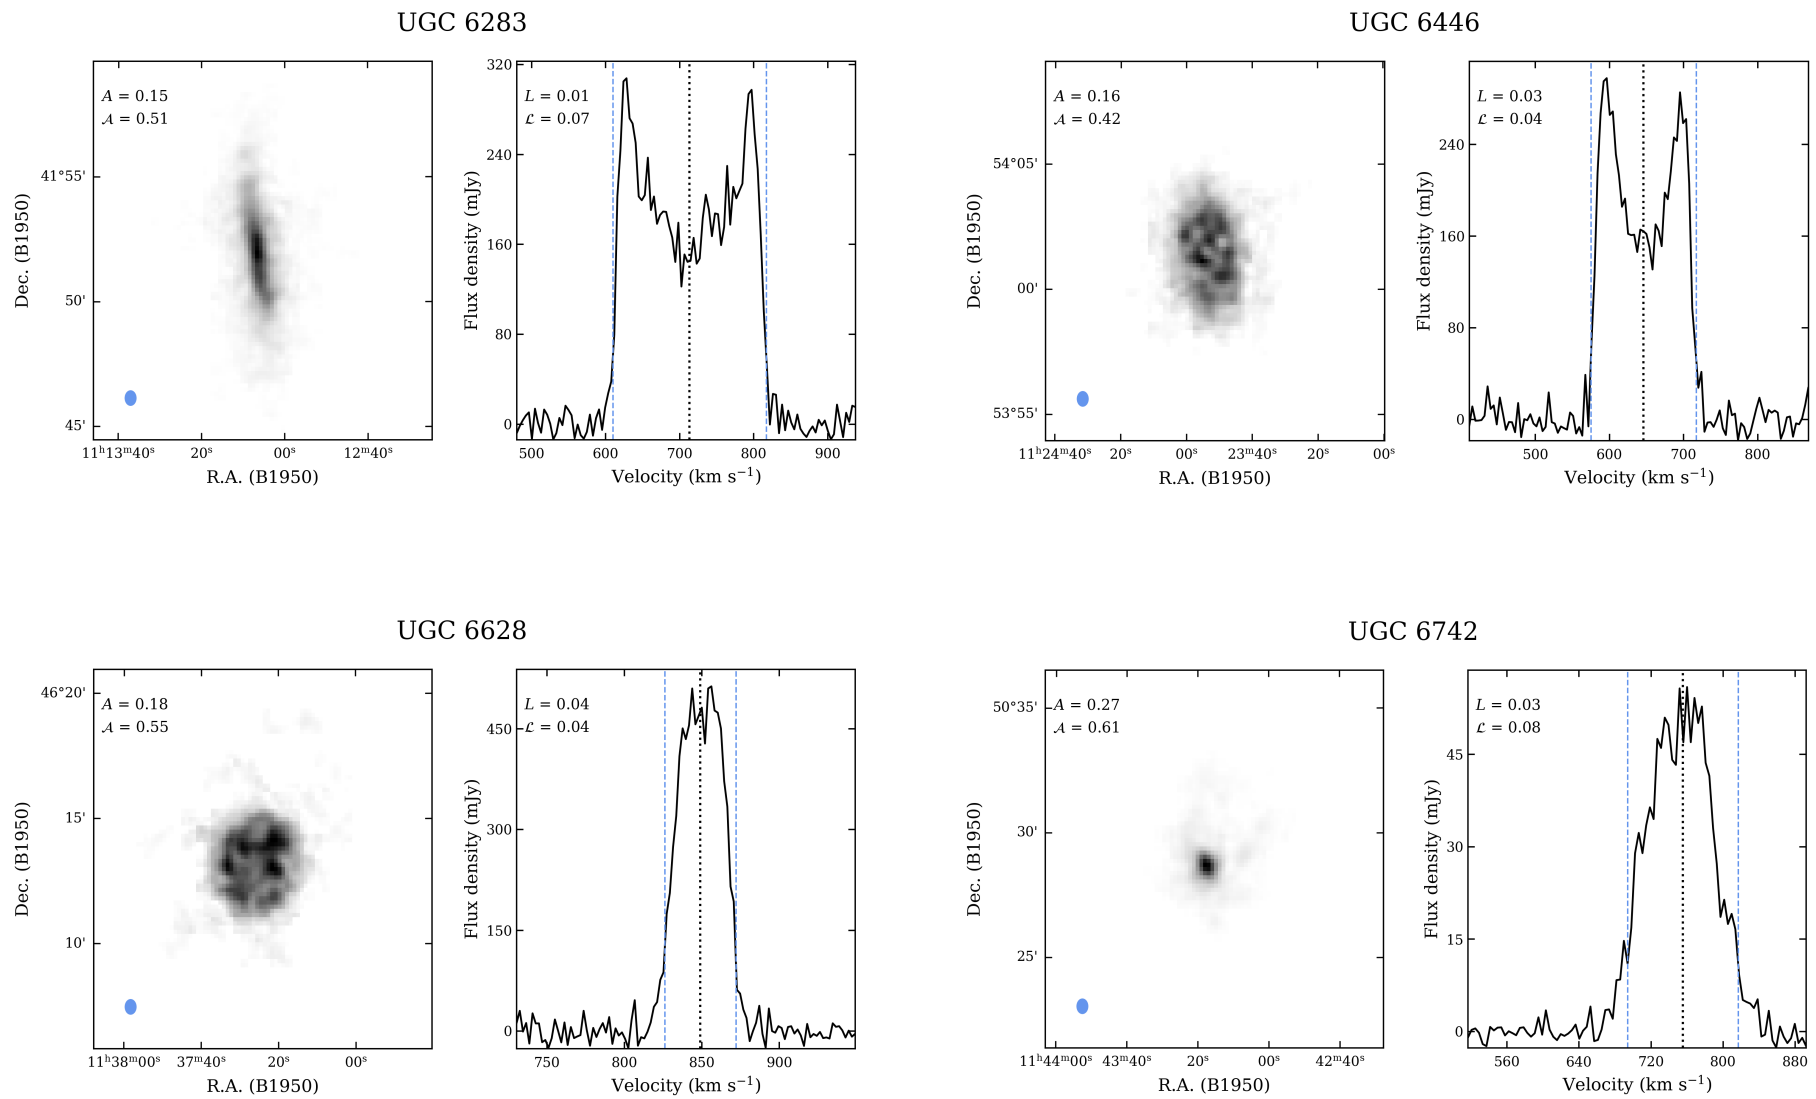 UGC 6283
A = 0.15
𝒜 = 0.51
Dec. (B1950)
41°55'
50'
45'
11ʰ13ᵐ40ˢ 20ˢ 00ˢ 12ᵐ40ˢ
R.A. (B1950)
L = 0.01
ℒ = 0.07
Flux density (mJy)
320
240
160
80
0
500 600 700 800 900
Velocity (km s⁻¹)
UGC 6446
A = 0.16
𝒜 = 0.42
Dec. (B1950)
54°05'
00'
53°55'
11ʰ24ᵐ40ˢ 20ˢ 00ˢ 23ᵐ40ˢ 20ˢ 00ˢ
R.A. (B1950)
L = 0.03
ℒ = 0.04
Flux density (mJy)
240
160
80
0
500 600 700 800
Velocity (km s⁻¹)
UGC 6628
A = 0.18
𝒜 = 0.55
Dec. (B1950)
46°20'
15'
10'
11ʰ38ᵐ00ˢ 37ᵐ40ˢ 20ˢ 00ˢ
R.A. (B1950)
L = 0.04
ℒ = 0.04
Flux density (mJy)
450
300
150
0
750 800 850 900
Velocity (km s⁻¹)
UGC 6742
A = 0.27
𝒜 = 0.61
Dec. (B1950)
50°35'
30'
25'
11ʰ44ᵐ00ˢ 43ᵐ40ˢ 20ˢ 00ˢ 42ᵐ40ˢ
R.A. (B1950)
L = 0.03
ℒ = 0.08
Flux density (mJy)
45
30
15
0
560 640 720 800 880
Velocity (km s⁻¹)